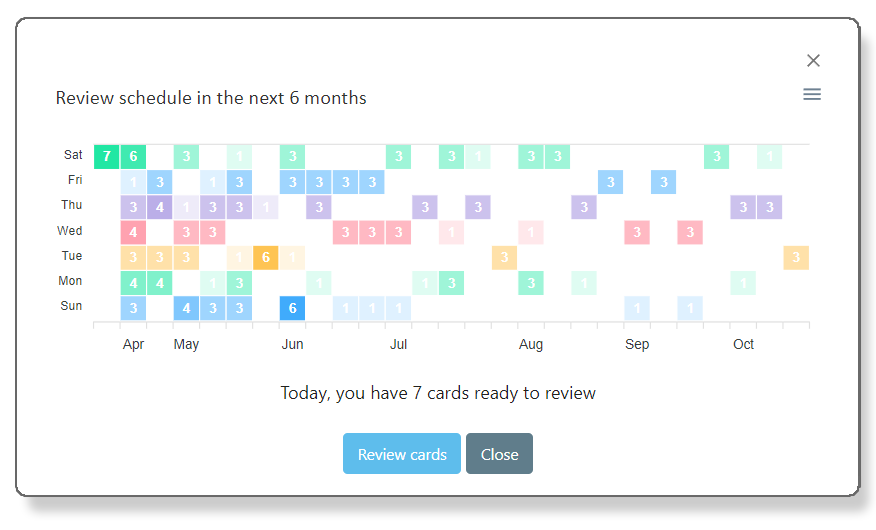 Review schedule in the next 6 months
Sat 7 6 3 1 3 3 3 1 3 3 3 1
Fri 1 3 1 3 3 3 3 3 3 3
Thu 3 4 1 3 3 1 3 3 3 3 3 3
Wed 4 3 3 3 3 3 1 1 3 3
Tue 3 3 3 1 6 1 3 3
Mon 4 4 1 3 1 1 3 3 1 1
Sun 3 4 3 3 6 1 1 1 1 1
Apr May Jun Jul Aug Sep Oct
Today, you have 7 cards ready to review
Review cards Close